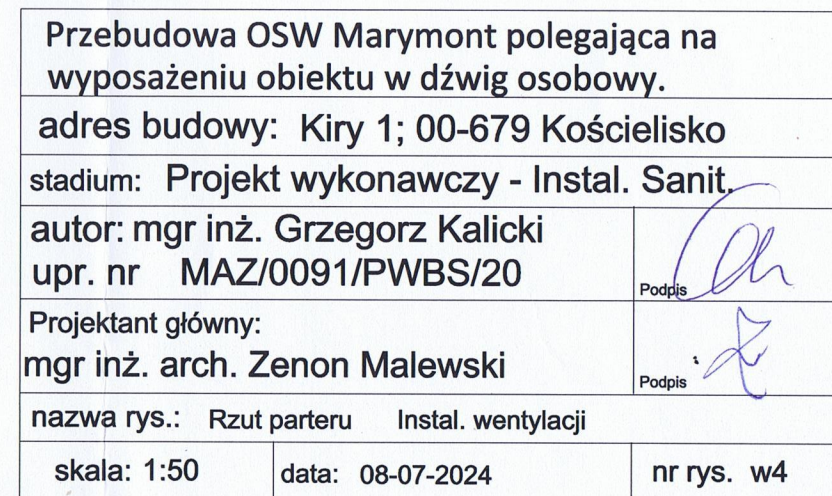 Przebudowa OSW Marymont polegająca na
wyposażeniu obiektu w dźwig osobowy.
adres budowy: Kiry 1; 00-679 Kościelisko
stadium: Projekt wykonawczy - Instal. Sanit.
autor: mgr inż. Grzegorz Kalicki
upr. nr MAZ/0091/PWBS/20
Podpis
Projektant główny:
mgr inż. arch. Zenon Malewski
Podpis
nazwa rys.: Rzut parteru Instal. wentylacji
skala: 1:50 data: 08-07-2024 nr rys. w4